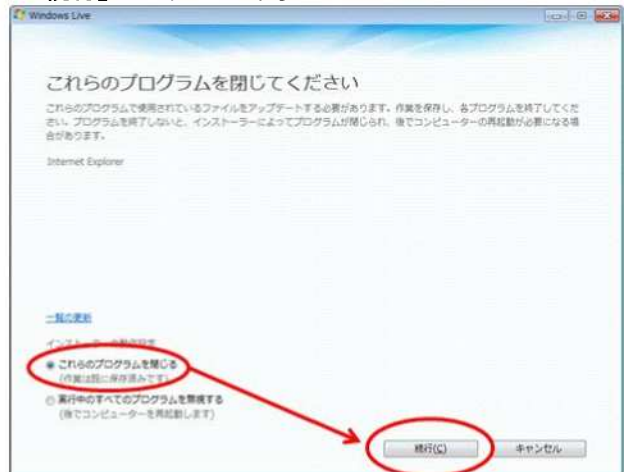 Windows Live
これらのプログラムを閉じてください
これらのプログラムで使用されているファイルをアップデートする必要があります。作業を保存し、各プログラムを終了してくだ
さい。プログラムを終了しないと、インストーラーによってプログラムが閉じられ、後でコンピューターの再起動が必要になる場
合があります。
Internet Explorer
一覧の更新
インストーラーの動作設定
これらのプログラムを閉じる
(作業は既に保存済みです)
実行中のすべてのプログラムを無視する
(後でコンピューターを再起動します)
続行(C)
キャンセル